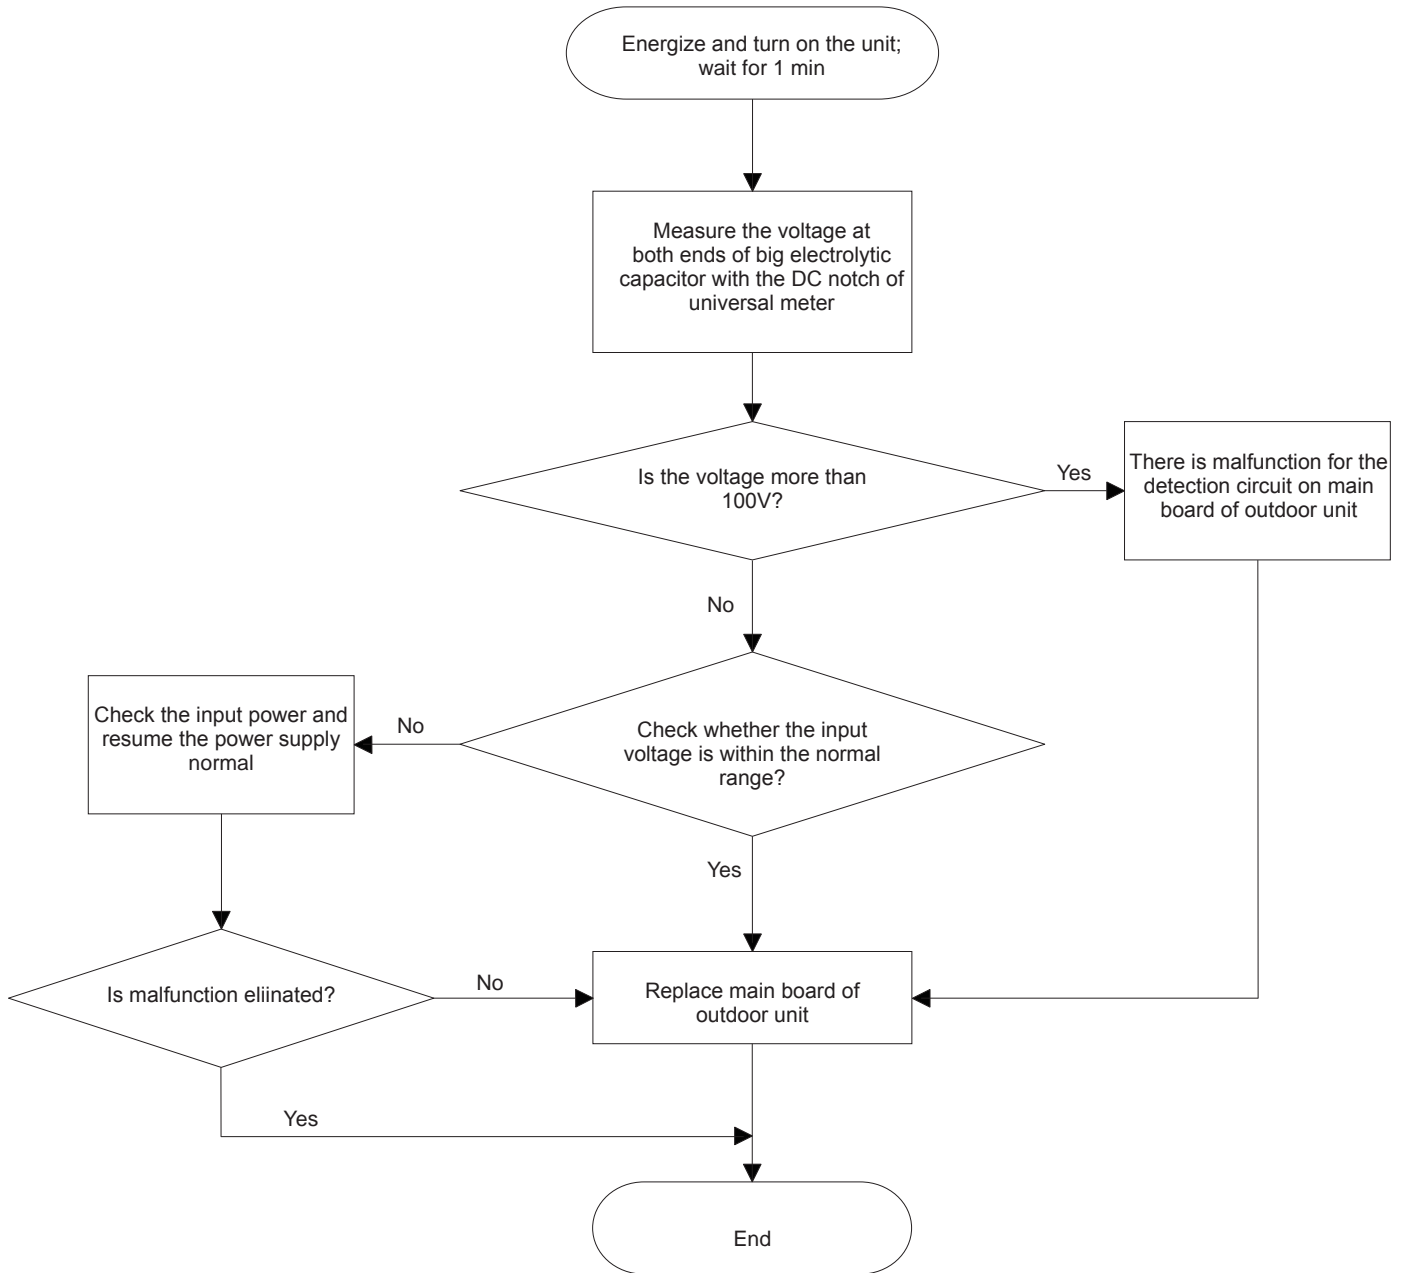 Energize and turn on the unit;
wait for 1 min
Measure the voltage at
both ends of big electrolytic
capacitor with the DC notch of
universal meter
Is the voltage more than
100V?
Yes
There is malfunction for the
detection circuit on main
board of outdoor unit
No
Check whether the input
voltage is within the normal
range?
No
Check the input power and
resume the power supply
normal
Yes
Is malfunction eliinated?
No
Replace main board of
outdoor unit
Yes
End